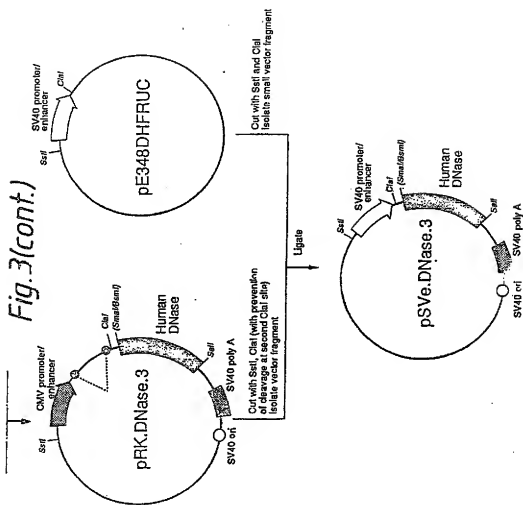 Fig.3(cont.)
CMV promoter/
enhancer
SstI
ClaI
(SmaI/BsmI)
Human
DNase
SalI
SV40 poly A
SV40 ori
pRK.DNase.3
SV40 promoter/
enhancer
SstI
ClaI
pE348DHFRUC
Cut with SstI, ClaI (with prevention
of cleavage at second ClaI site)
Isolate vector fragment
Cut with SstI and ClaI
Isolate small vector fragment
Ligate
SV40 promoter/
enhancer
SstI
ClaI
(SmaI/BsmI)
Human
DNase
SalI
SV40 poly A
SV40 ori
pSVe.DNase.3